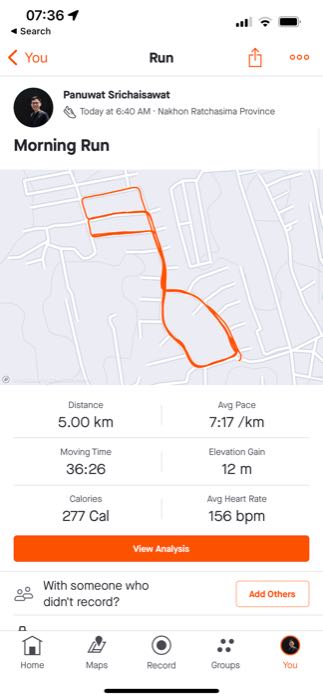 07:36
Search
You
Run
Panuwat Srichaisawat
Today at 6:40 AM · Nakhon Ratchasima Province
Morning Run
Distance
5.00 km
Avg Pace
7:17 /km
Moving Time
36:26
Elevation Gain
12 m
Calories
277 Cal
Avg Heart Rate
156 bpm
View Analysis
With someone who
didn't record?
Add Others
Home
Maps
Record
Groups
You